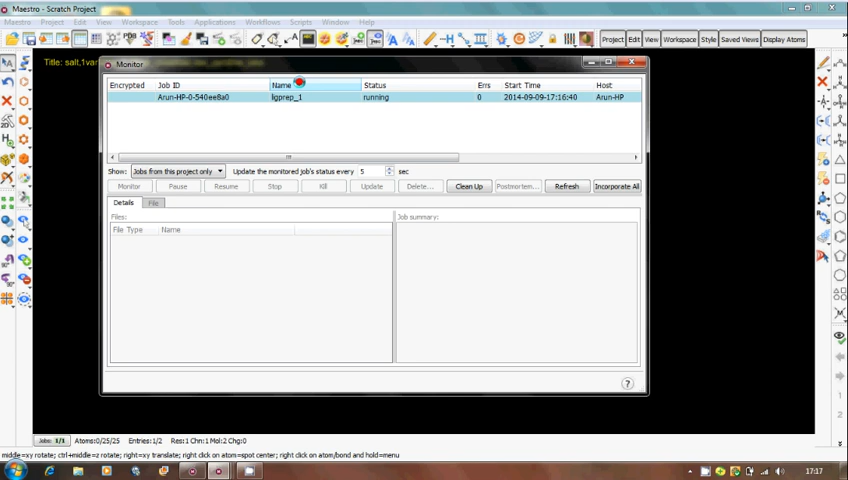 Maestro - Scratch Project
Maestro Project Edit View Workspace Tools Applications Workflows Scripts Window Help
Project Edit View Workspace Style Saved Views Display Atoms
Title: salt,1var
Monitor
Encrypted Job ID Name Status Errs Start Time Host
Arun-HP-0-540ee8a0 ligprep_1 running 0 2014-09-09-17:16:40 Arun-HP
Show: Jobs from this project only Update the monitored job's status every 5 sec
Monitor Pause Resume Stop Kill Update Delete... Clean Up Postmortem... Refresh Incorporate All
Details File
Files: Job summary:
File Type Name
?
Jobs: 1/1 Atoms:0/25/25 Entries:1/2 Res:1 Chn:1 Mol:2 Chg:0
middle=xy rotate; ctrl+middle=z rotate; right=xy translate; right click on atom=spot center; right click on atom/bond and hold=menu
17:17